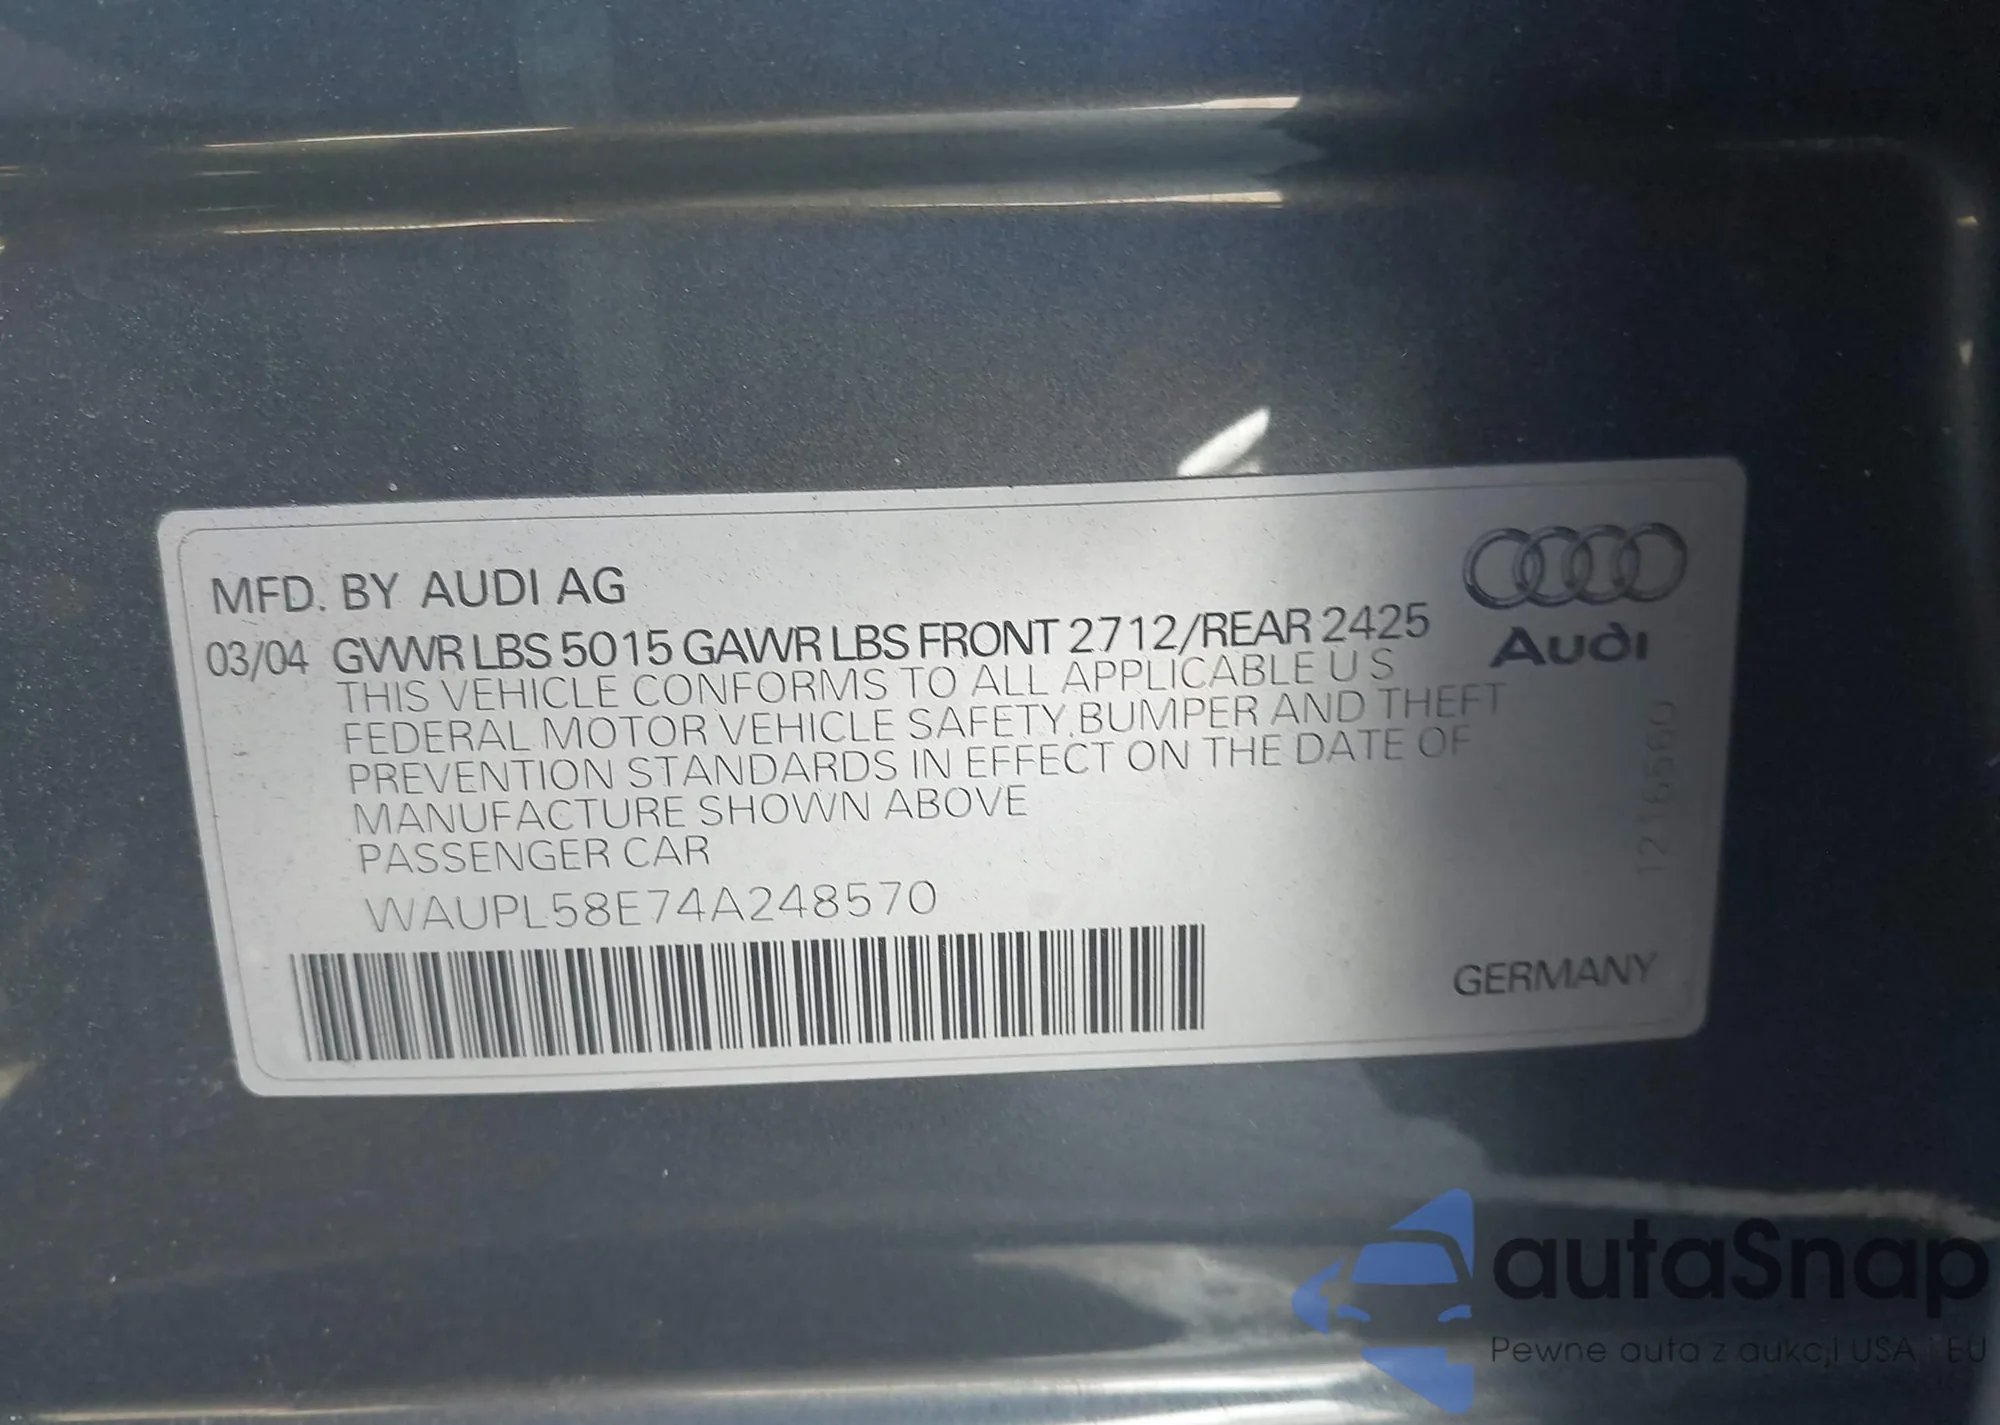 MFD. BY AUDI AG
03/04 GVWR LBS 5015 GAWR LBS FRONT 2712/REAR 2425
THIS VEHICLE CONFORMS TO ALL APPLICABLE U S
FEDERAL MOTOR VEHICLE SAFETY,BUMPER AND THEFT
PREVENTION STANDARDS IN EFFECT ON THE DATE OF
MANUFACTURE SHOWN ABOVE
PASSENGER CAR
WAUPL58E74A248570
Audi
1216660
GERMANY
autaSnap
Pewne auta z aukcji USA i EU